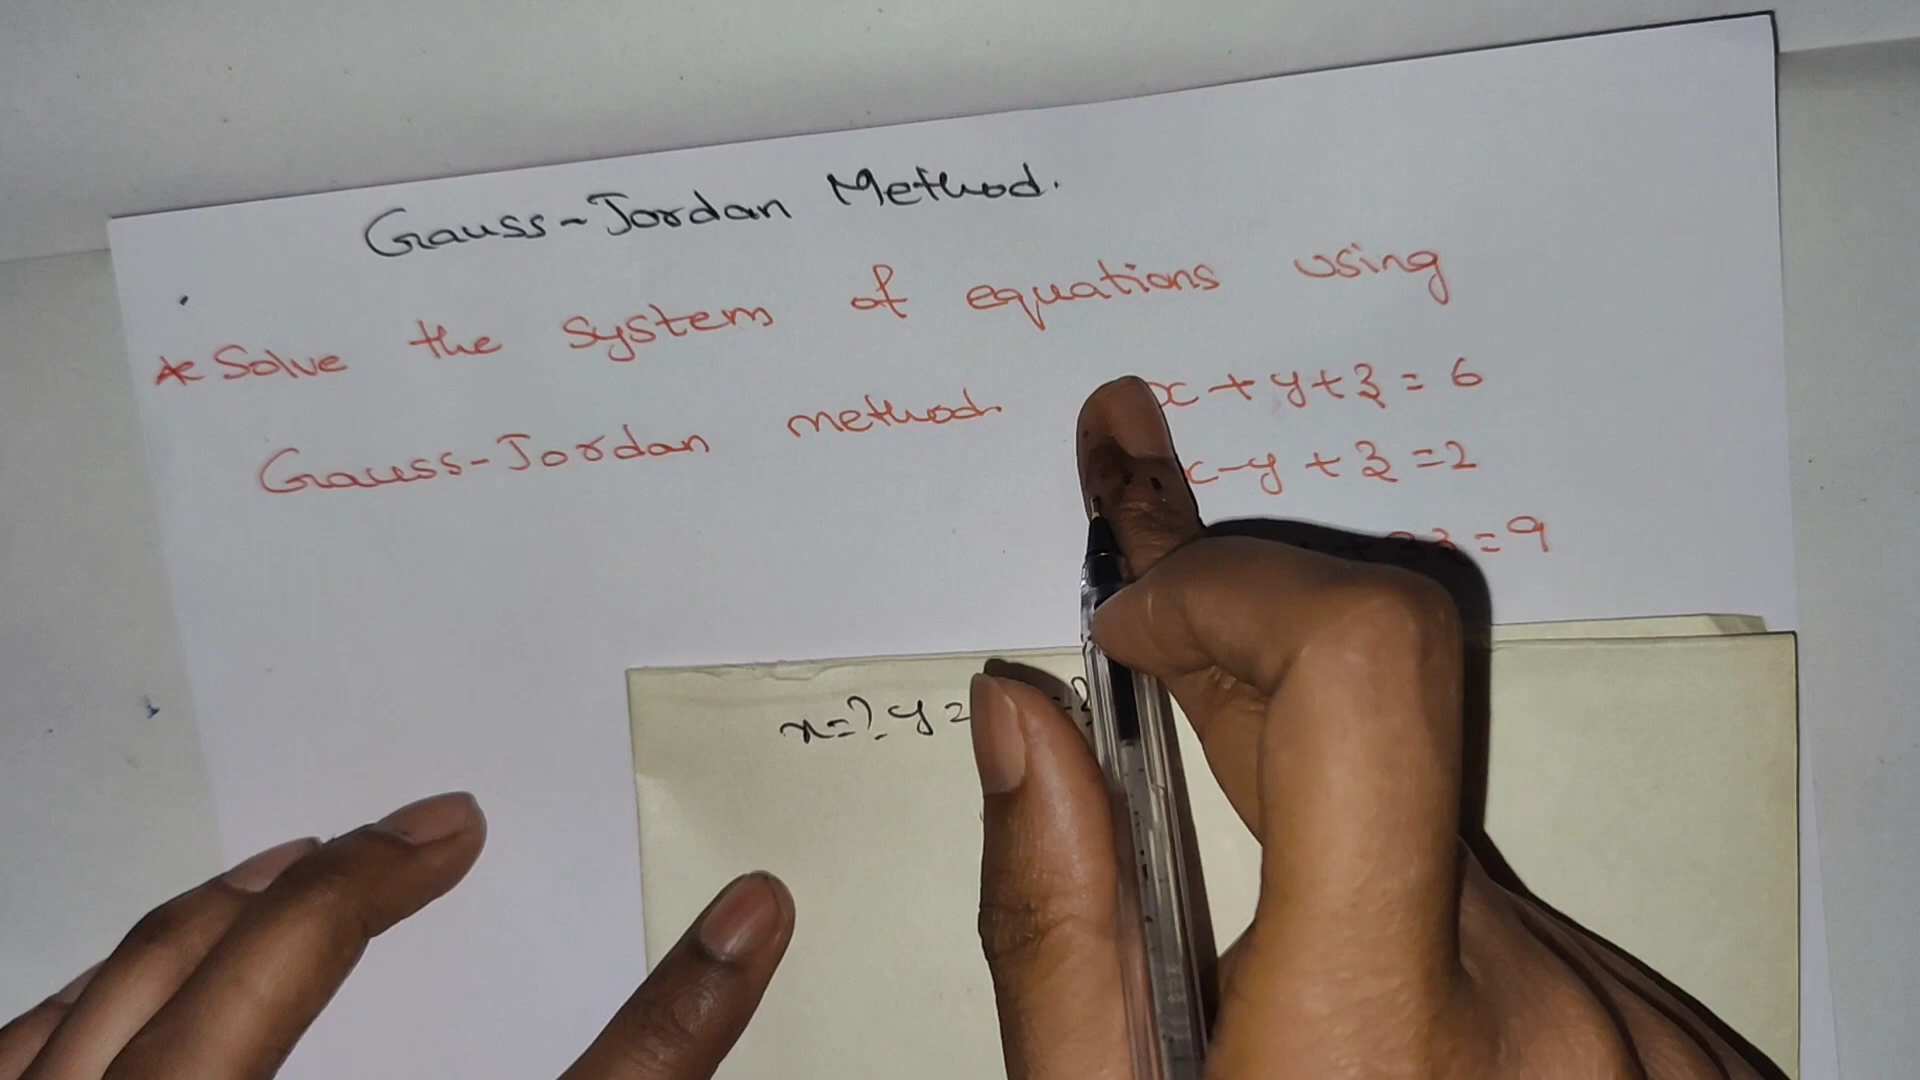 Gauss-Jordan Method.
* Solve the system of equations using
Gauss-Jordan method. x+y+z=6
x-y+z=2
=9
x=? y=